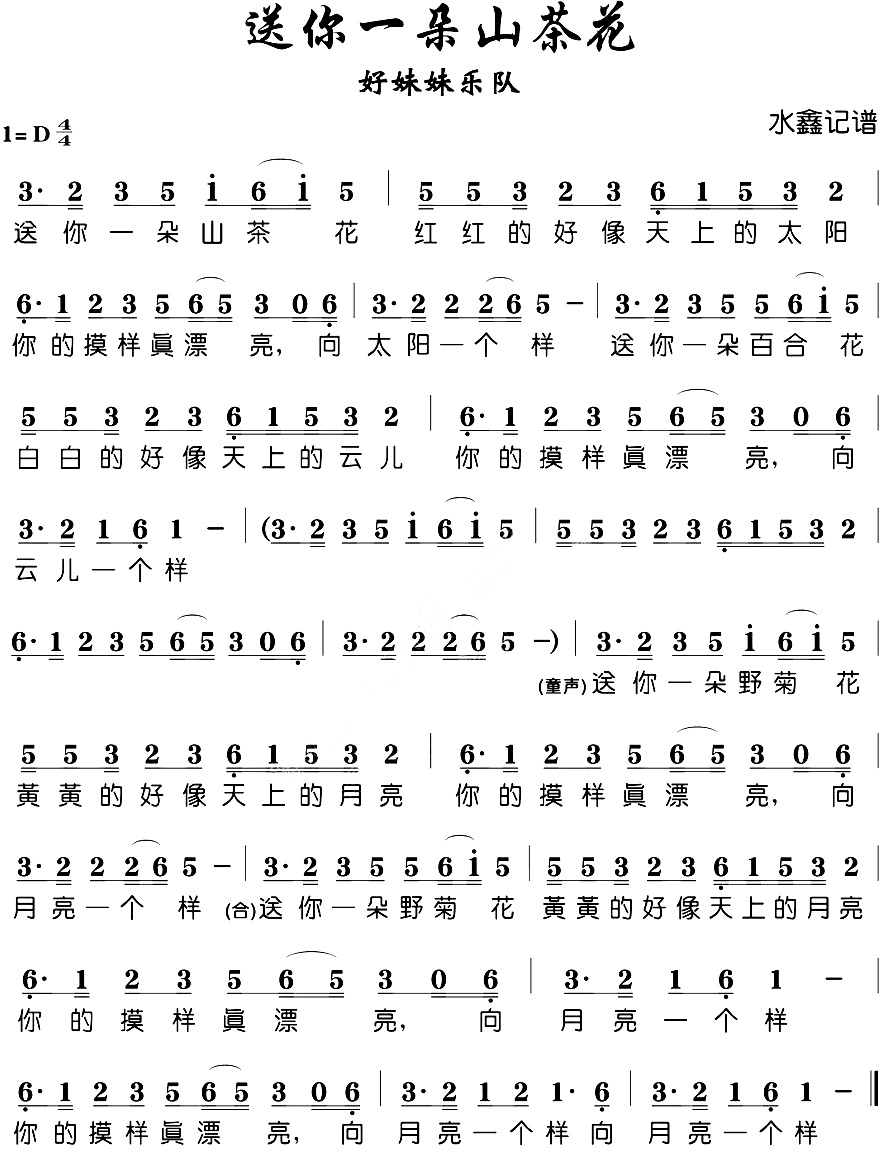 送你一朵山茶花
好妹妹乐队
水鑫记谱
1=D 4/4
3· 2 3 5 i 6 i 5 | 5 5 3 2 3 6̣ 1 5 3 2 |
送你一朵山茶 花 红红的好像天上的太阳
6̣· 1 2 3 5 6 5 3 0 6̣ | 3· 2 2 2 6 5 – | 3· 2 3 5 5 6 i 5 |
你的摸样眞漂 亮, 向 太阳一个 样 送你一朵百合 花
5 5 3 2 3 6̣ 1 5 3 2 | 6̣· 1 2 3 5 6 5 3 0 6̣ |
白白的好像天上的云儿 你的摸样眞漂 亮, 向
3· 2 1 6̣ 1 – | (3· 2 3 5 i 6 i 5 | 5 5 3 2 3 6̣ 1 5 3 2 |
云儿一个样
6̣· 1 2 3 5 6 5 3 0 6̣ | 3· 2 2 2 6 5 –) | 3· 2 3 5 i 6 i 5 |
(童声)送你一朵野菊 花
5 5 3 2 3 6̣ 1 5 3 2 | 6̣· 1 2 3 5 6 5 3 0 6̣ |
黃黃的好像天上的月亮 你的摸样眞漂 亮, 向
3· 2 2 2 6 5 – | 3· 2 3 5 5 6 i 5 | 5 5 3 2 3 6̣ 1 5 3 2 |
月亮一个 样 (合)送你一朵野菊 花 黃黃的好像天上的月亮
6̣· 1 2 3 5 6 5 3 0 6̣ | 3· 2 1 6̣ 1 – |
你的摸样眞漂 亮, 向 月亮一个样
6̣· 1 2 3 5 6 5 3 0 6̣ | 3· 2 1 2 1· 6̣ | 3· 2 1 6̣ 1 – ‖
你的摸样眞漂 亮, 向 月亮一个样向 月亮一个样